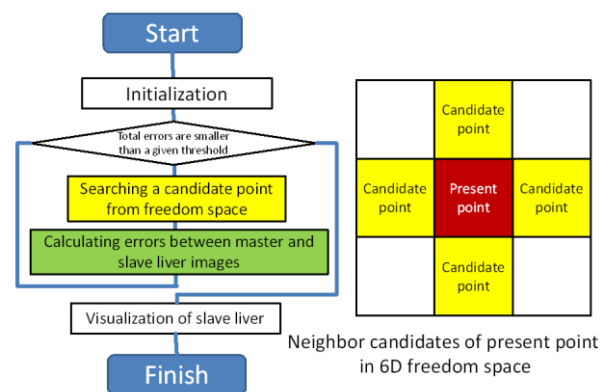 Start
Initialization
Total errors are smaller
than a given threshold
Searching a candidate point
from freedom space
Calculating errors between master and
slave liver images
Visualization of slave liver
Finish
Candidate
point
Candidate
point
Present
point
Candidate
point
Candidate
point
Neighbor candidates of present point
in 6D freedom space